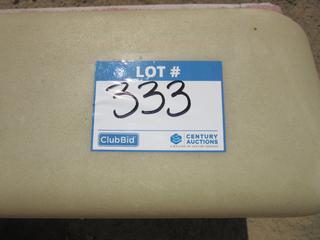 LOT #
333
ClubBid
CENTURY
AUCTIONS